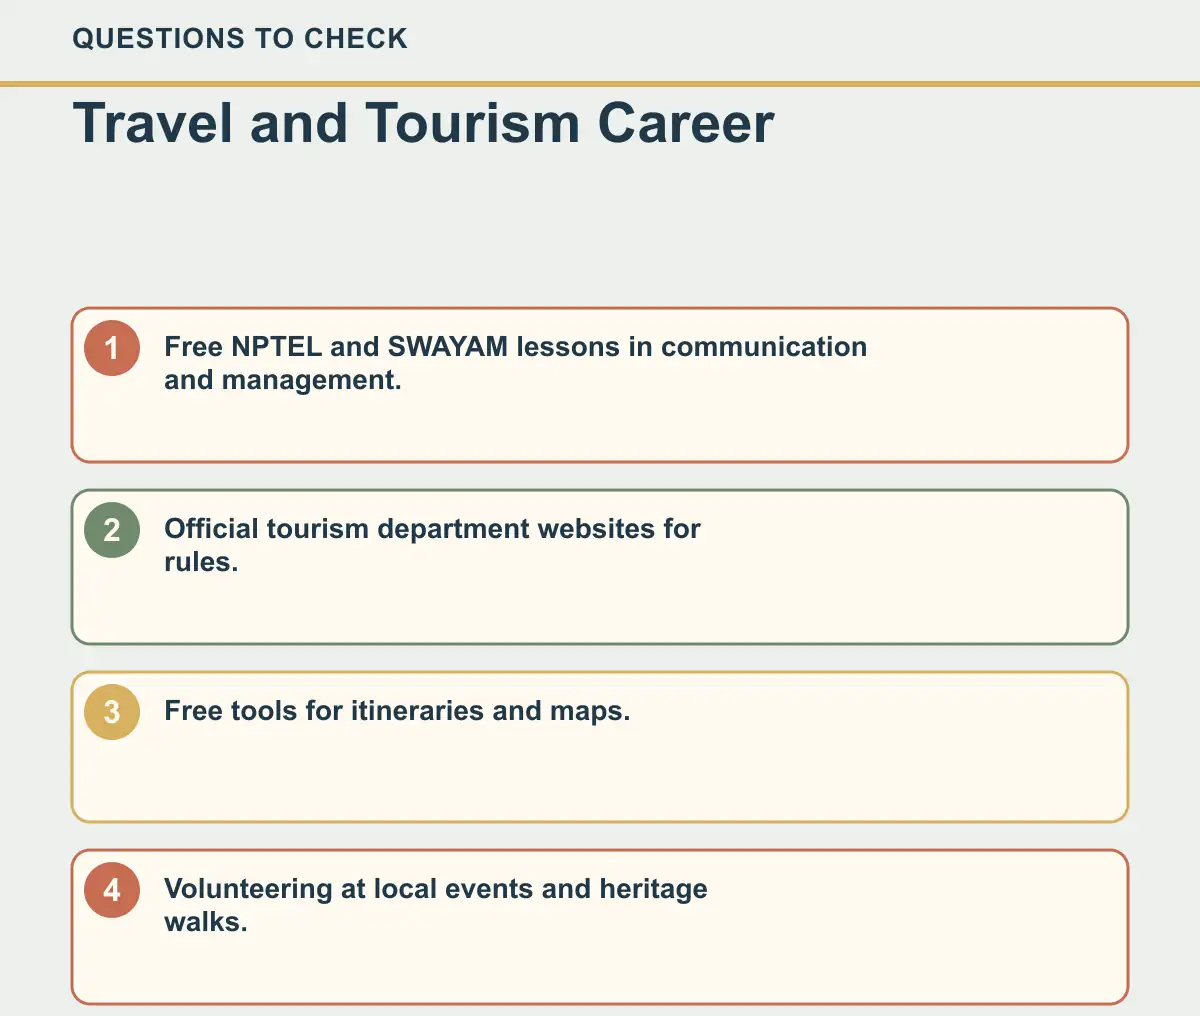 QUESTIONS TO CHECK
Travel and Tourism Career
1
Free NPTEL and SWAYAM lessons in communication
and management.
2
Official tourism department websites for
rules.
3
Free tools for itineraries and maps.
4
Volunteering at local events and heritage
walks.